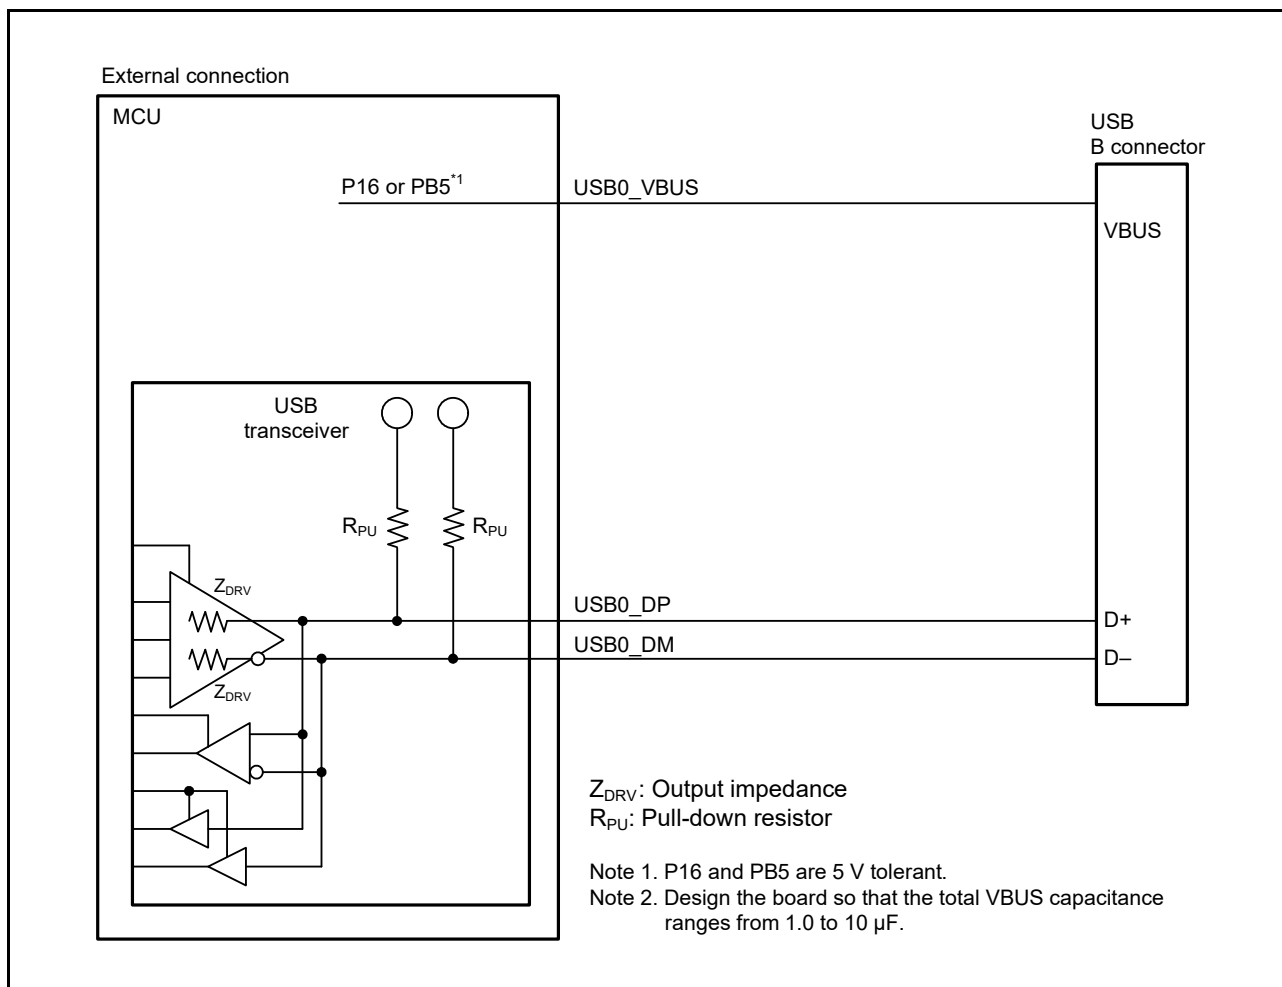 External connection
MCU
USB
B connector
P16 or PB5*1
USB0_VBUS
VBUS
USB
transceiver
RPU
RPU
ZDRV
USB0_DP
D+
USB0_DM
D–
ZDRV
ZDRV: Output impedance
RPU: Pull-down resistor
Note 1. P16 and PB5 are 5 V tolerant.
Note 2. Design the board so that the total VBUS capacitance
ranges from 1.0 to 10 μF.